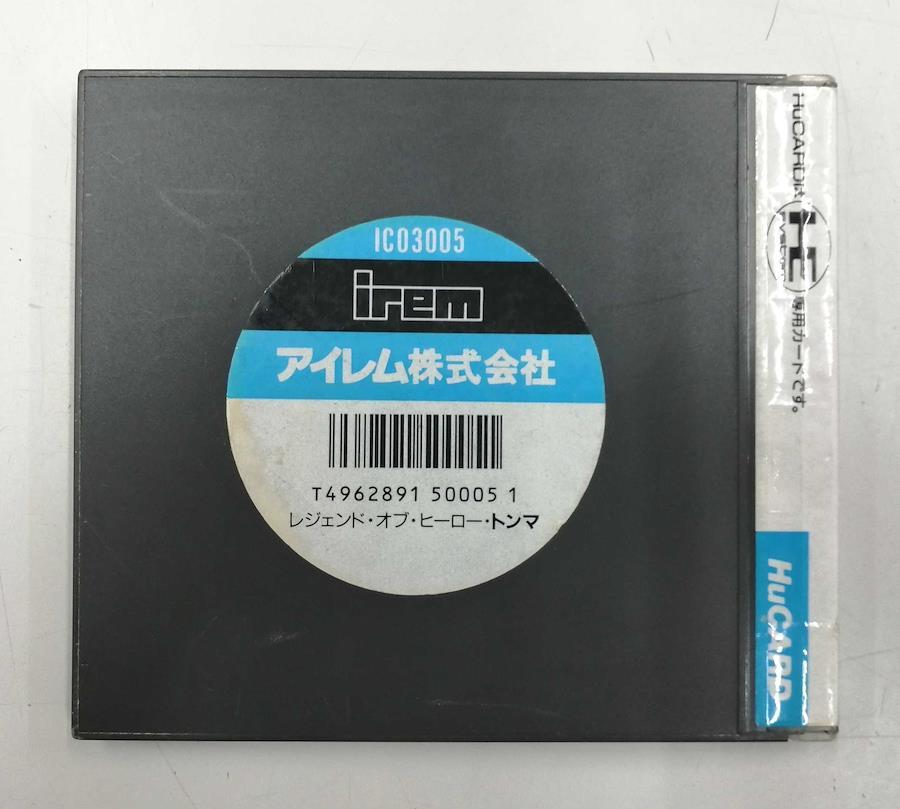 IC03005
irem
アイレム株式会社
T4962891 50005 1
レジェンド・オブ・ヒーロー・トンマ
HuCARDは
HE
SYSTEM
専用カードです。
HuCARD